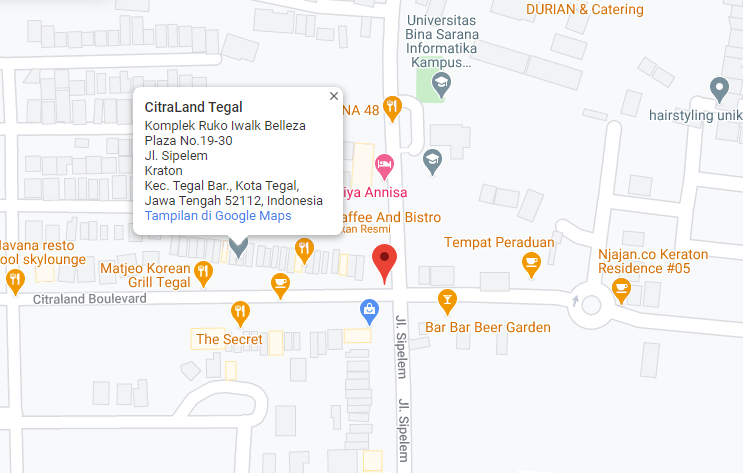 DURIAN & Catering
Universitas
Bina Sarana
Informatika
Kampus...
CitraLand Tegal
Komplek Ruko Iwalk Belleza
Plaza No.19-30
Jl. Sipelem
Kraton
Kec. Tegal Bar., Kota Tegal,
Jawa Tengah 52112, Indonesia
Tampilan di Google Maps
NA 48
hairstyling unik
iya Annisa
affee And Bistro
kan Resmi
Tempat Peraduan
Havana resto
ool skylounge
Matjeo Korean
Grill Tegal
Njajan.co Keraton
Residence #05
Citraland Boulevard
The Secret
Bar Bar Beer Garden
Jl. Sipelem
Jl. Sipelem